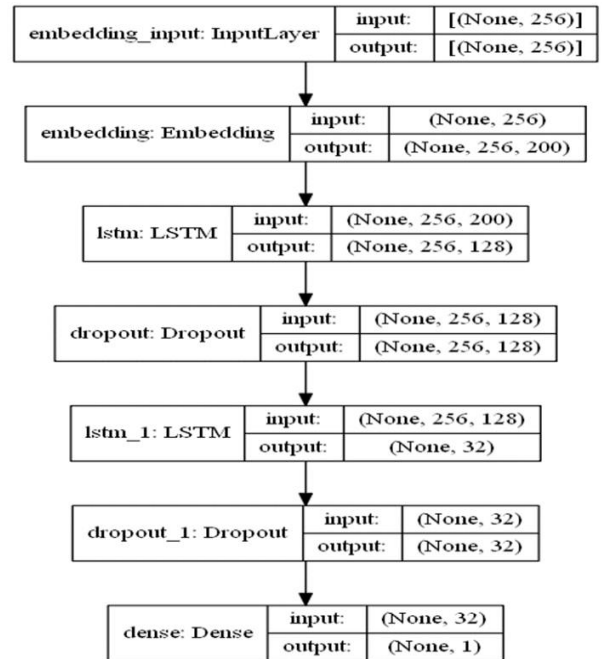 embedding_input: InputLayer
input: [(None, 256)]
output: [(None, 256)]
embedding: Embedding
input: (None, 256)
output: (None, 256, 200)
lstm: LSTM
input: (None, 256, 200)
output: (None, 256, 128)
dropout: Dropout
input: (None, 256, 128)
output: (None, 256, 128)
lstm_1: LSTM
input: (None, 256, 128)
output: (None, 32)
dropout_1: Dropout
input: (None, 32)
output: (None, 32)
dense: Dense
input: (None, 32)
output: (None, 1)